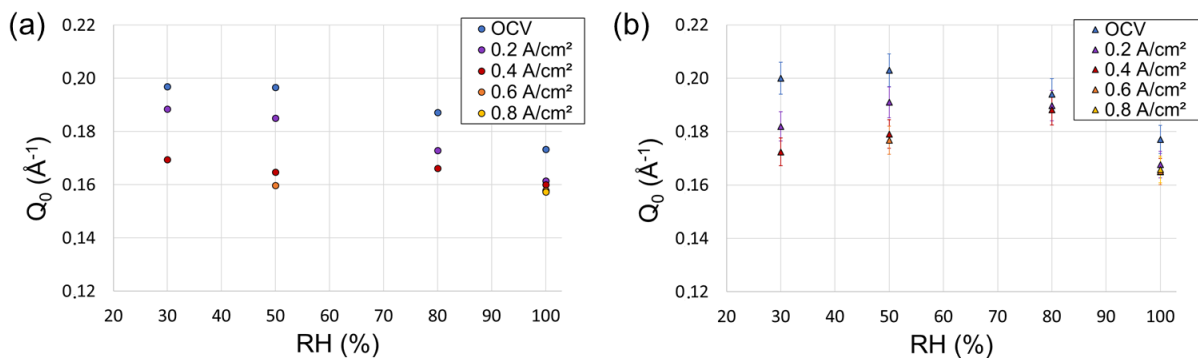 (a)
OCV
0.2 A/cm²
0.4 A/cm²
0.6 A/cm²
0.8 A/cm²
Q₀ (Å⁻¹)
0.22
0.20
0.18
0.16
0.14
0.12
20 30 40 50 60 70 80 90 100
RH (%)
(b)
OCV
0.2 A/cm²
0.4 A/cm²
0.6 A/cm²
0.8 A/cm²
Q₀ (Å⁻¹)
0.22
0.20
0.18
0.16
0.14
0.12
20 30 40 50 60 70 80 90 100
RH (%)